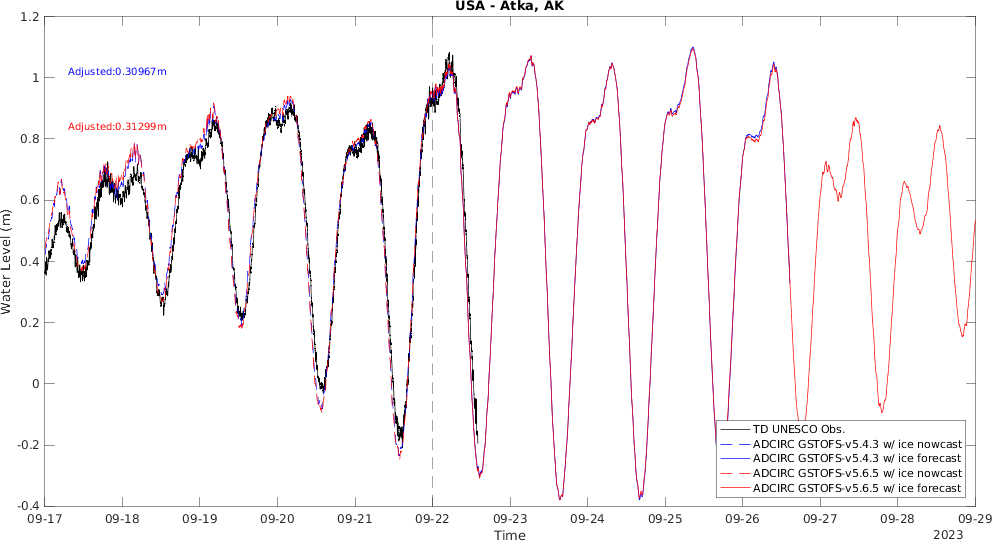 USA - Atka, AK
1.2
1
0.8
0.6
0.4
0.2
0
-0.2
-0.4
Water Level (m)
Adjusted:0.30967m
Adjusted:0.31299m
TD UNESCO Obs.
ADCIRC GSTOFS-v5.4.3 w/ ice nowcast
ADCIRC GSTOFS-v5.4.3 w/ ice forecast
ADCIRC GSTOFS-v5.6.5 w/ ice nowcast
ADCIRC GSTOFS-v5.6.5 w/ ice forecast
09-17 09-18 09-19 09-20 09-21 09-22 09-23 09-24 09-25 09-26 09-27 09-28 09-29
Time
2023